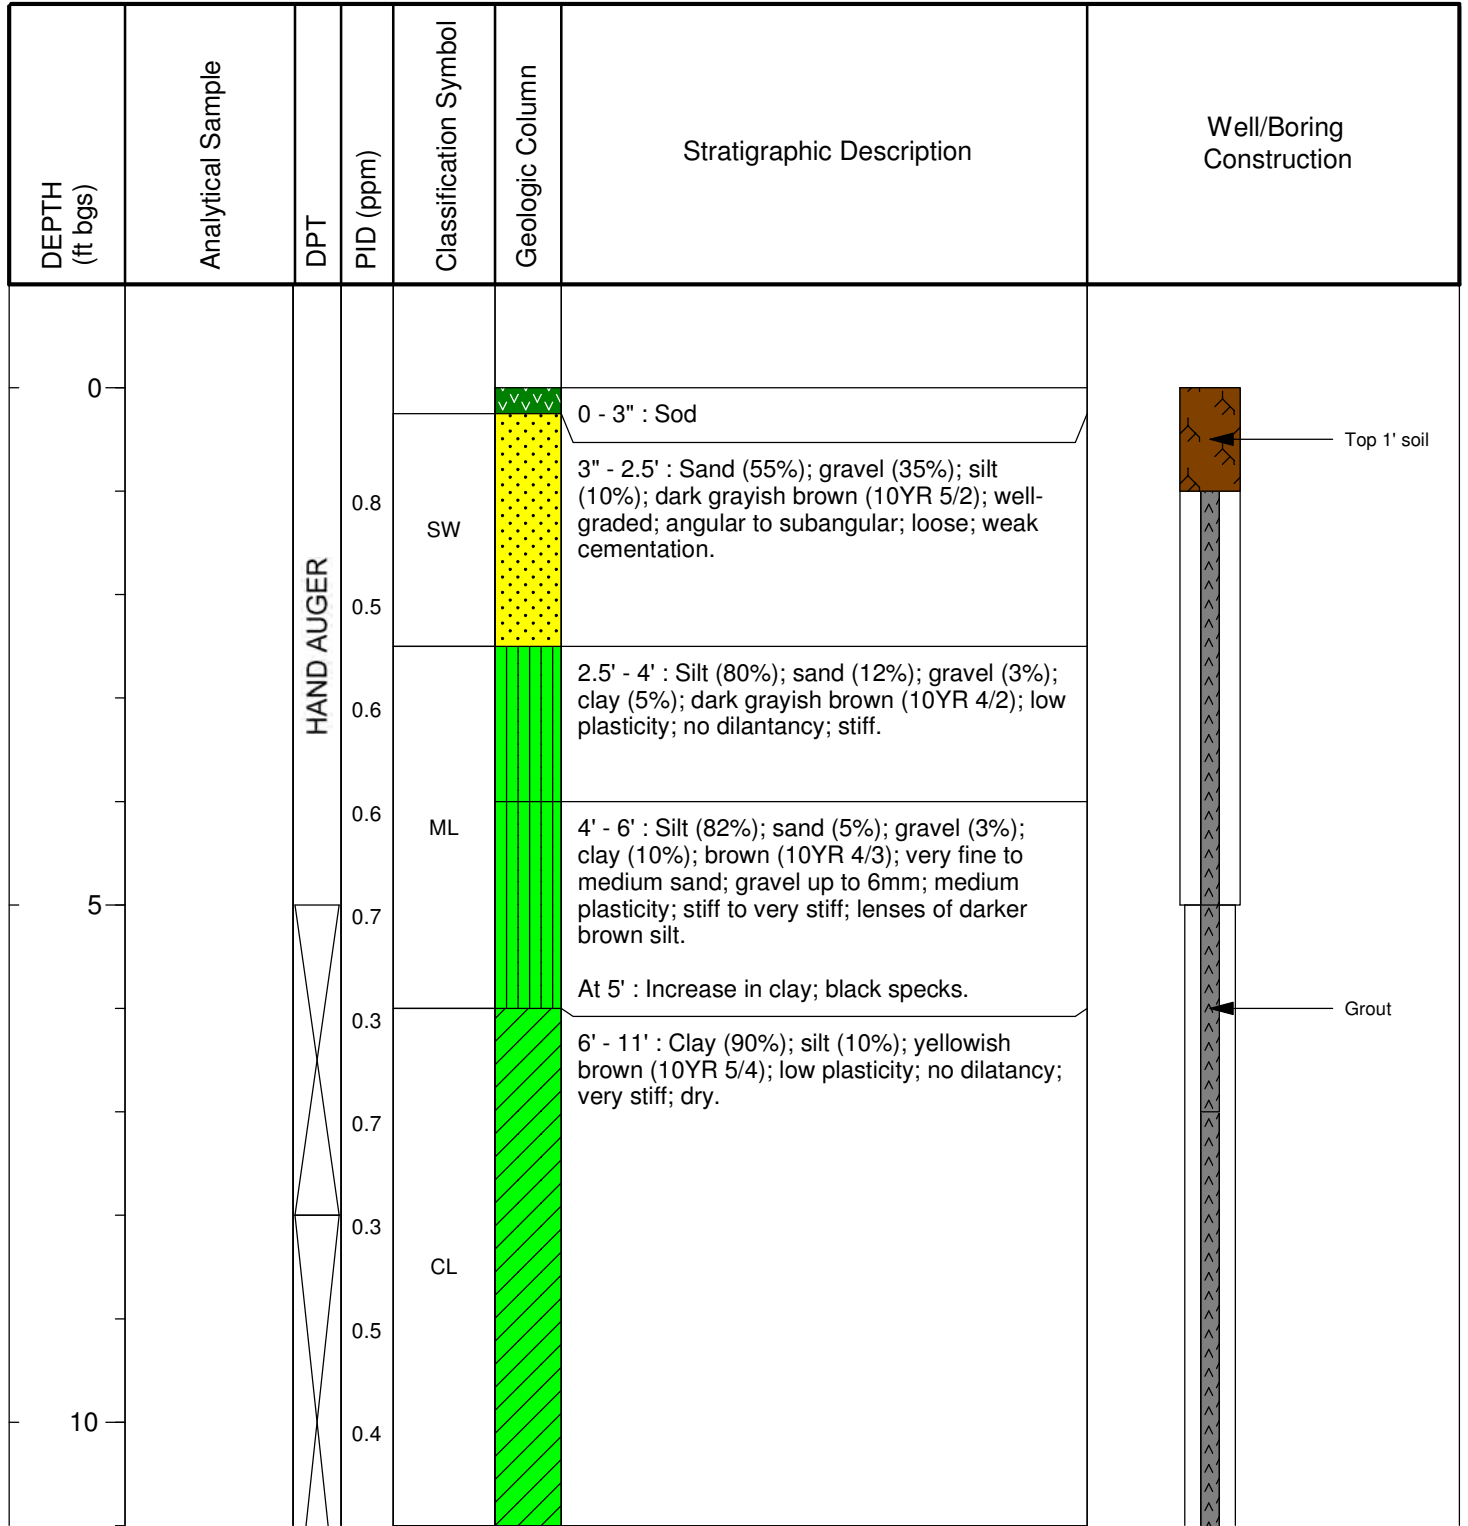 DEPTH
(ft bgs)
Analytical Sample
DPT
PID (ppm)
Classification Symbol
Geologic Column
Stratigraphic Description
Well/Boring
Construction
0
0 - 3" : Sod
Top 1' soil
3" - 2.5' : Sand (55%); gravel (35%); silt
(10%); dark grayish brown (10YR 5/2); well-
graded; angular to subangular; loose; weak
cementation.
0.8
SW
HAND AUGER
0.5
2.5' - 4' : Silt (80%); sand (12%); gravel (3%);
clay (5%); dark grayish brown (10YR 4/2); low
plasticity; no dilantancy; stiff.
0.6
0.6
ML
4' - 6' : Silt (82%); sand (5%); gravel (3%);
clay (10%); brown (10YR 4/3); very fine to
medium sand; gravel up to 6mm; medium
plasticity; stiff to very stiff; lenses of darker
brown silt.
5
0.7
At 5' : Increase in clay; black specks.
0.3
Grout
6' - 11' : Clay (90%); silt (10%); yellowish
brown (10YR 5/4); low plasticity; no dilatancy;
very stiff; dry.
0.7
0.3
CL
0.5
10
0.4